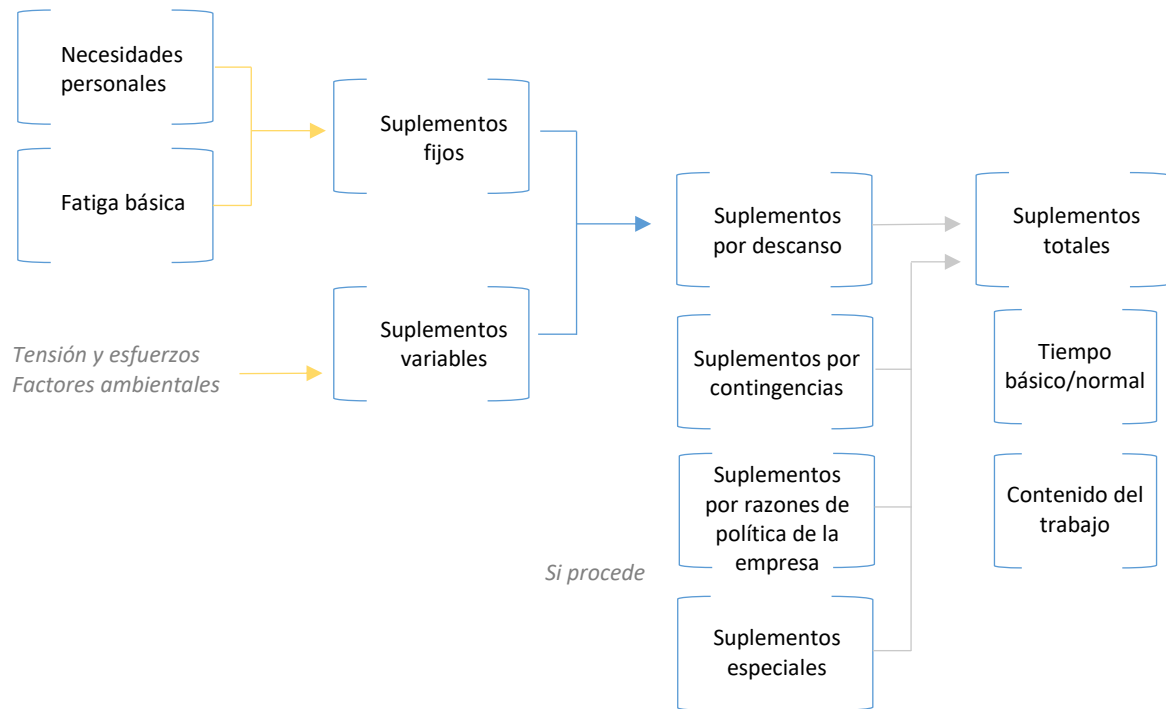 Necesidades
personales
Fatiga básica
Tensión y esfuerzos
Factores ambientales
Suplementos
fijos
Suplementos
variables
Suplementos
por descanso
Suplementos por
contingencias
Suplementos
por razones de
política de la
empresa
Si procede
Suplementos
especiales
Suplementos
totales
Tiempo
básico/normal
Contenido del
trabajo